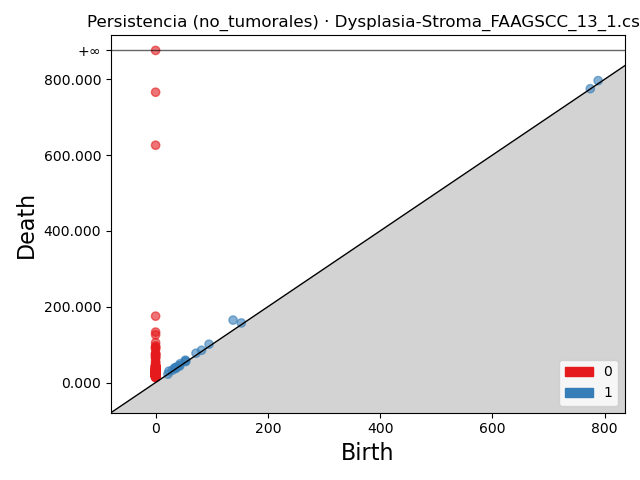 Persistencia (no_tumorales) · Dysplasia-Stroma_FAAGSCC_13_1.cs
+∞
800.000
600.000
400.000
200.000
0.000
Death
0
1
0 200 400 600 800
Birth